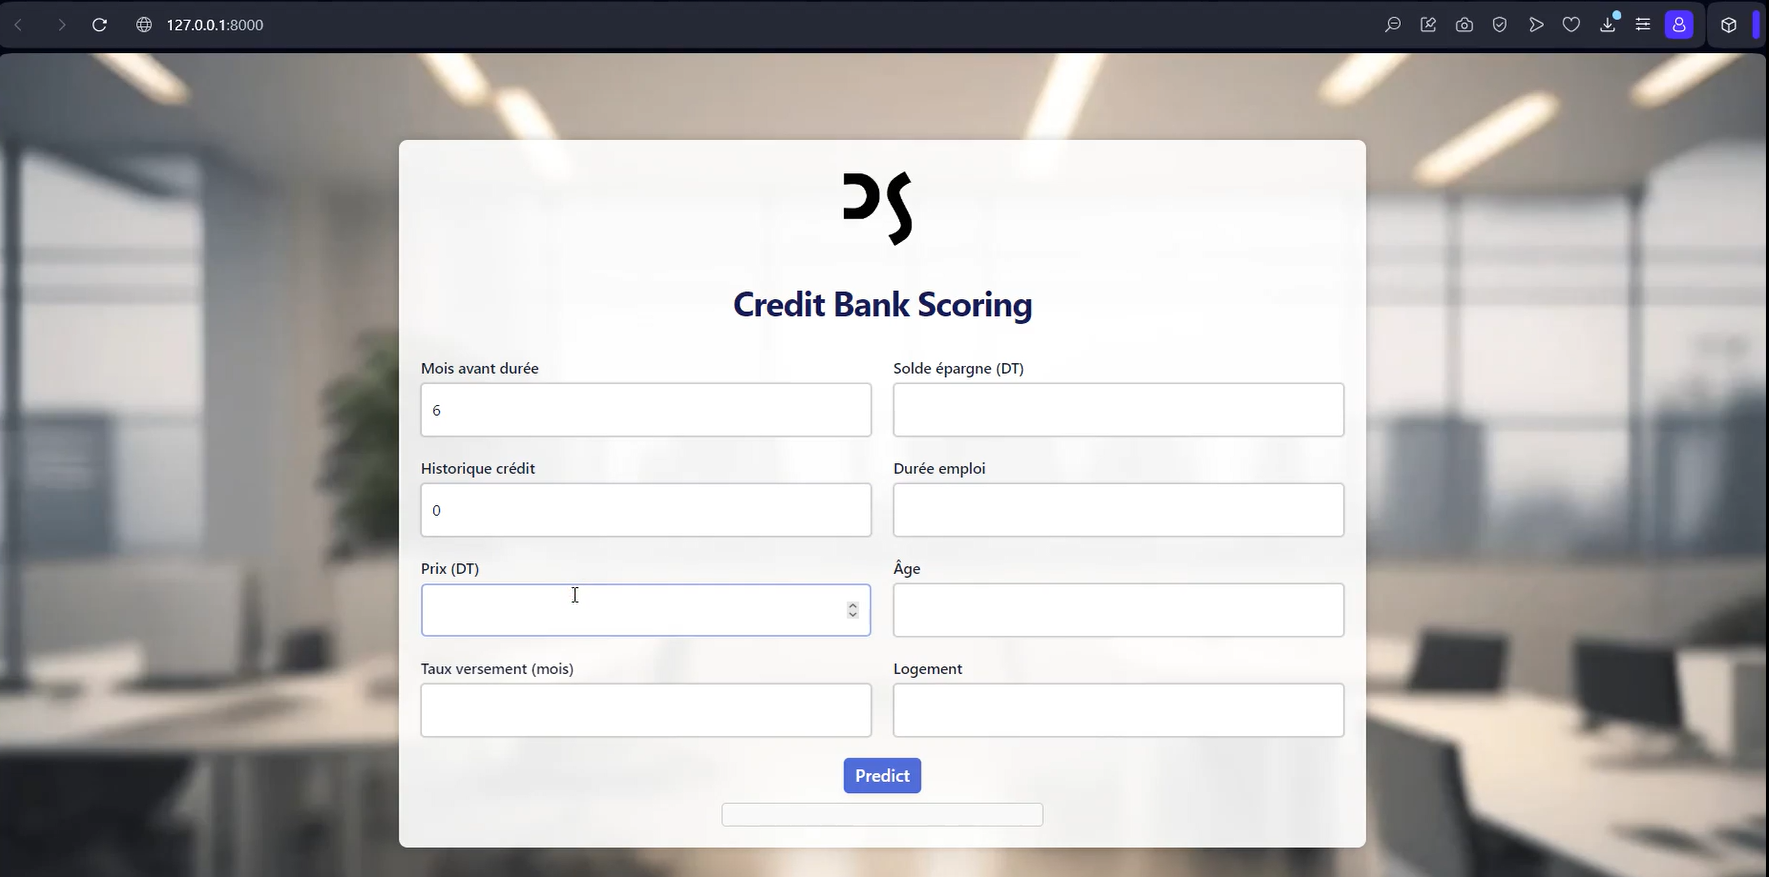 127.0.0.1:8000
DS
Credit Bank Scoring
Mois avant durée
Solde épargne (DT)
6
Historique crédit
Durée emploi
0
Prix (DT)
Âge
Taux versement (mois)
Logement
Predict